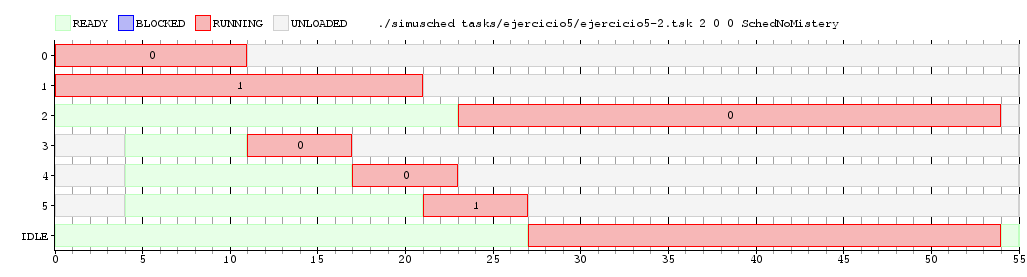 READY BLOCKED RUNNING UNLOADED ./simusched tasks/ejercicio5/ejercicio5-2.tsk 2 0 0 SchedNoMistery
0 0
1 1
2 0
3 0
4 0
5 1
IDLE
0 5 10 15 20 25 30 35 40 45 50 55